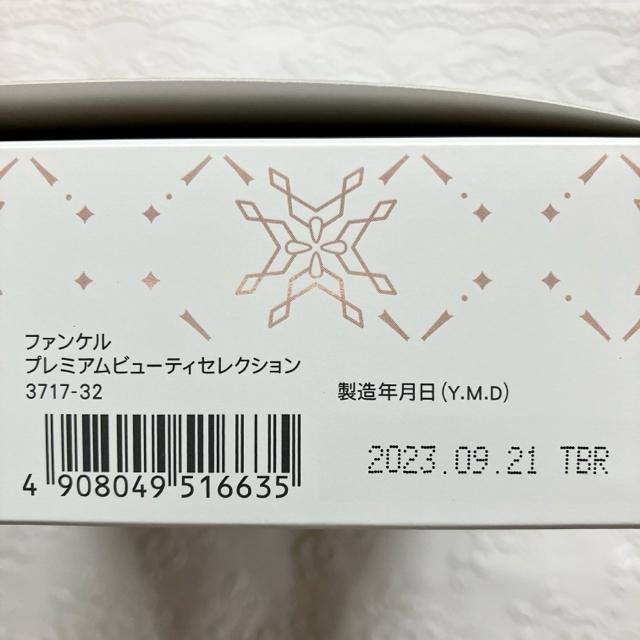 ファンケル
プレミアムビューティセレクション
3717-32
製造年月日(Y.M.D)
2023.09.21 TBR
4 908049 516635